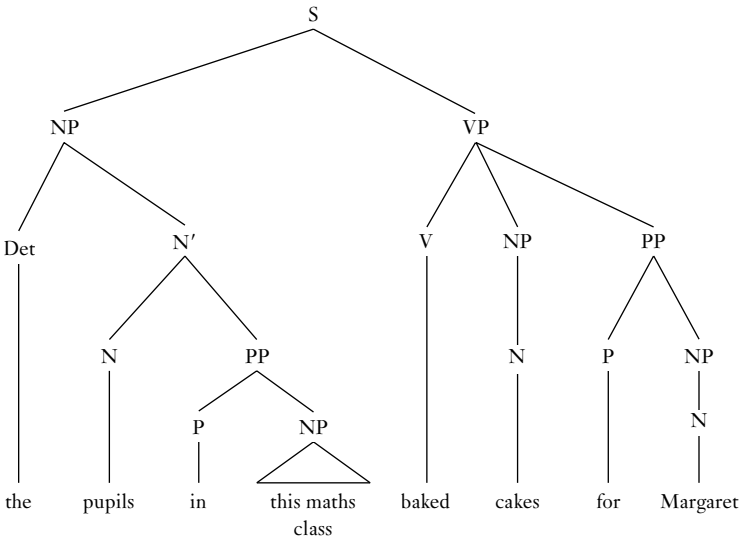 S
NP VP
Det N′ V NP PP
N PP N P NP
P NP N
the pupils in this maths baked cakes for Margaret
class